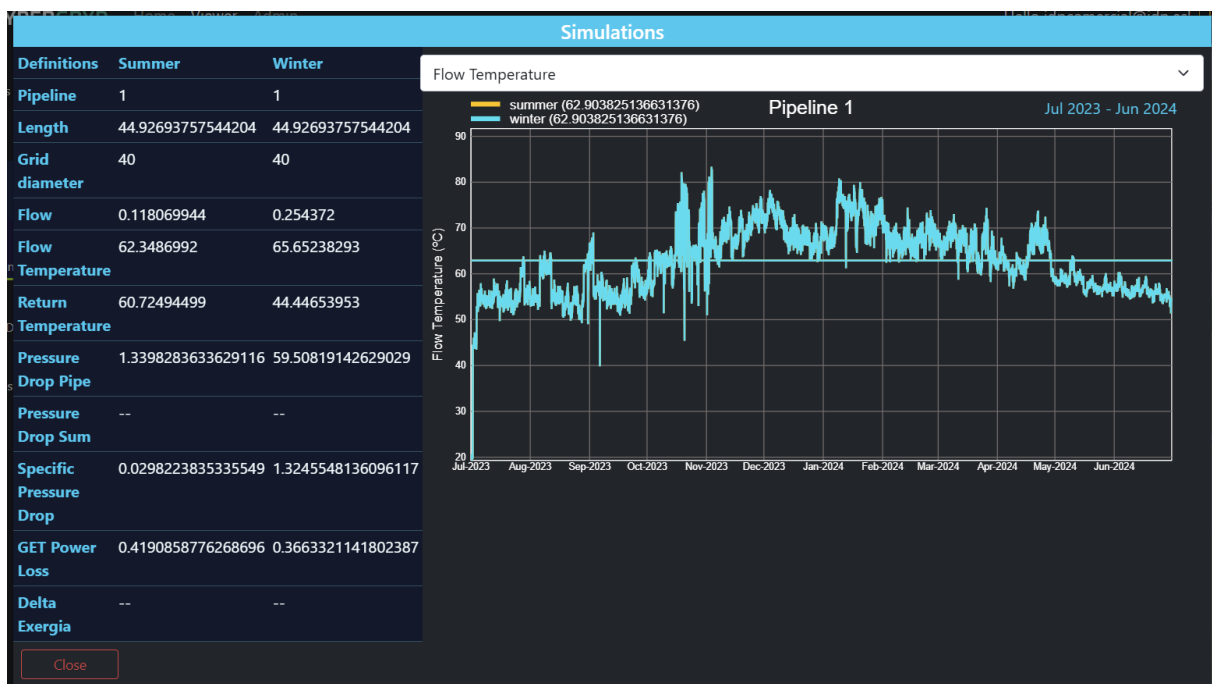 Home Viewer Admin
Simulations
Definitions Summer Winter
Pipeline 1 1
Length 44.92693757544204 44.92693757544204
Grid diameter 40 40
Flow 0.118069944 0.254372
Flow Temperature 62.3486992 65.65238293
Return Temperature 60.72494499 44.44653953
Pressure Drop Pipe 1.3398283633629116 59.50819142629029
Pressure Drop Sum -- --
Specific Pressure Drop 0.0298223835335549 1.3245548136096117
GET Power Loss 0.4190858776268696 0.3663321141802387
Delta Exergia -- --
Close
Flow Temperature
summer (62.903825136631376)
winter (62.903825136631376)
Pipeline 1
Jul 2023 - Jun 2024
Flow Temperature (ºC)
90
80
70
60
50
40
30
20
Jul-2023 Aug-2023 Sep-2023 Oct-2023 Nov-2023 Dec-2023 Jan-2024 Feb-2024 Mar-2024 Apr-2024 May-2024 Jun-2024